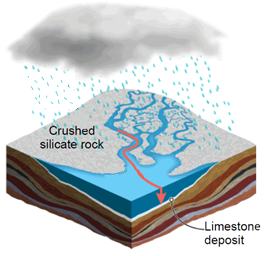 Crushed
silicate rock
Limestone
deposit